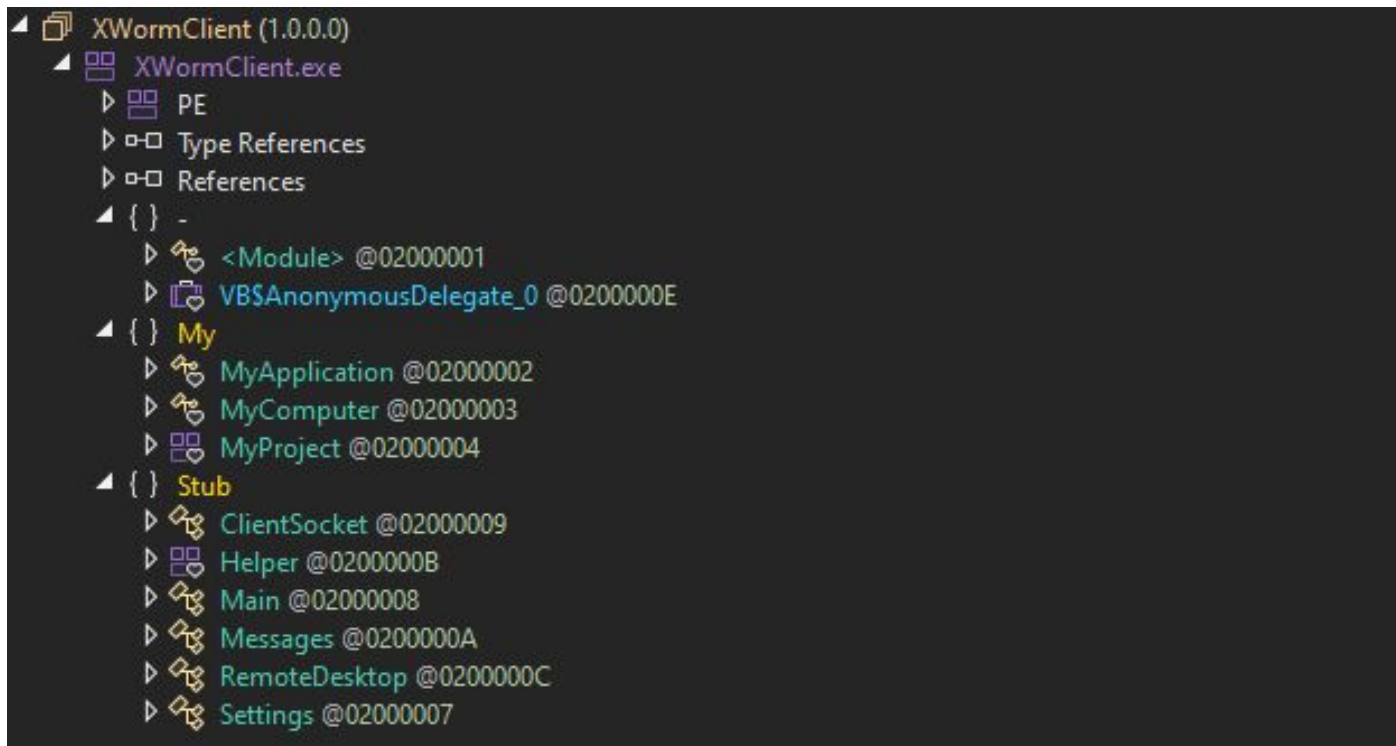 XWormClient (1.0.0.0)
XWormClient.exe
PE
Type References
References
{ } -
<Module> @02000001
VB$AnonymousDelegate_0 @0200000E
{ } My
MyApplication @02000002
MyComputer @02000003
MyProject @02000004
{ } Stub
ClientSocket @02000009
Helper @0200000B
Main @02000008
Messages @0200000A
RemoteDesktop @0200000C
Settings @02000007